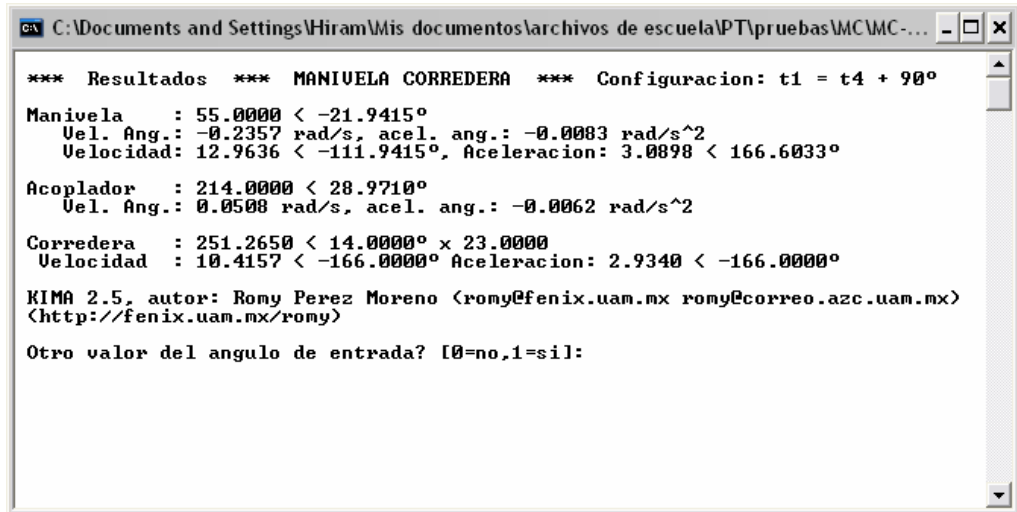 C:\Documents and Settings\Hiram\Mis documentos\archivos de escuela\PT\pruebas\MC\MC-...
*** Resultados *** MANIVELA CORREDERA *** Configuracion: t1 = t4 + 90º
Manivela : 55.0000 < -21.9415º
Vel. Ang.: -0.2357 rad/s, acel. ang.: -0.0083 rad/s^2
Velocidad: 12.9636 < -111.9415º, Aceleracion: 3.0898 < 166.6033º
Acoplador : 214.0000 < 28.9710º
Vel. Ang.: 0.0508 rad/s, acel. ang.: -0.0062 rad/s^2
Corredera : 251.2650 < 14.0000º x 23.0000
Velocidad : 10.4157 < -166.0000º Aceleracion: 2.9340 < -166.0000º
KIMA 2.5, autor: Romy Perez Moreno (romy@fenix.uam.mx romy@correo.azc.uam.mx)
(http://fenix.uam.mx/romy)
Otro valor del angulo de entrada? [0=no,1=si]: